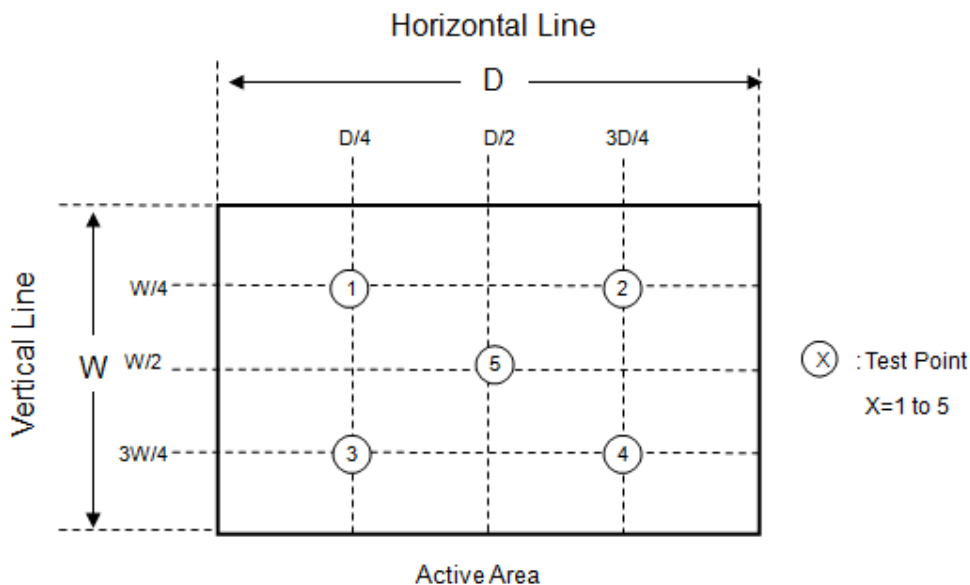 Horizontal Line
D
D/4 D/2 3D/4
Vertical Line
W
W/4
1 2
W/2
5
X : Test Point
X=1 to 5
3W/4
3 4
Active Area